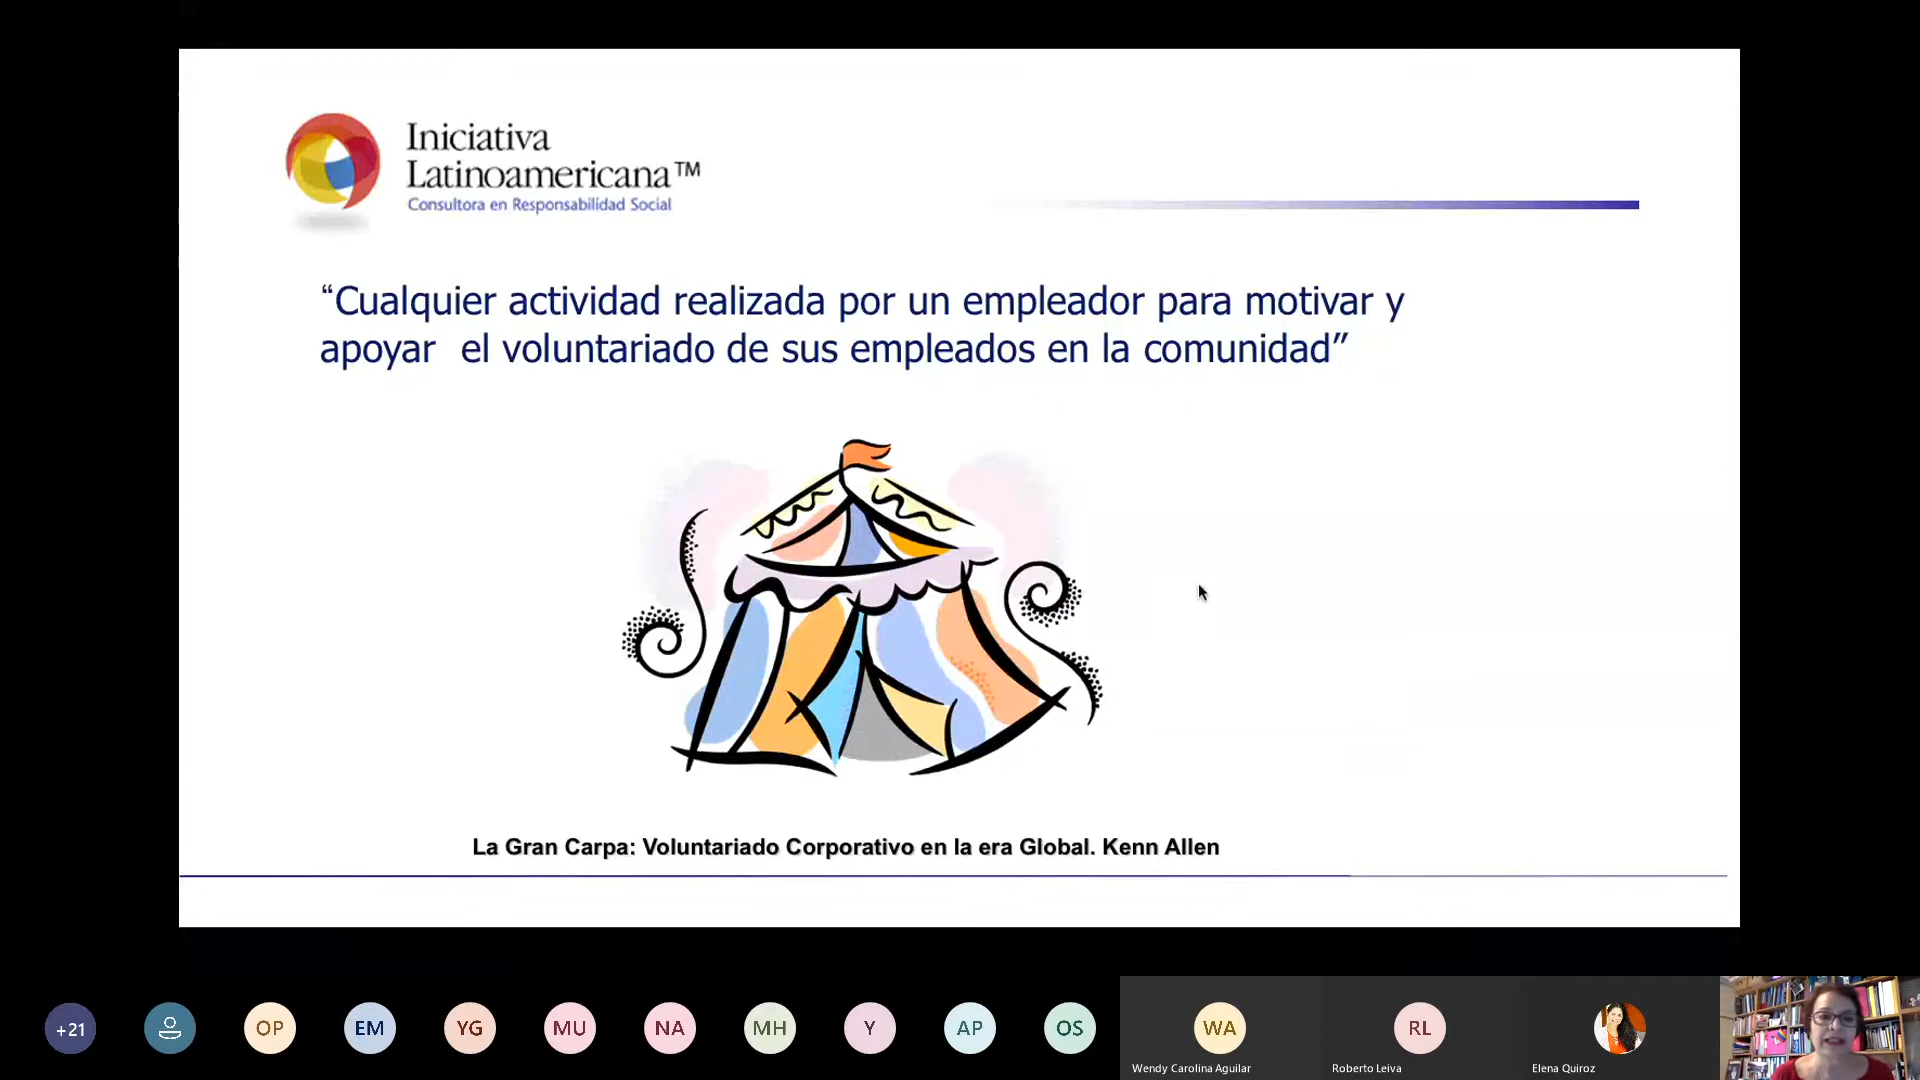 Iniciativa
Latinoamericana™
Consultora en Responsabilidad Social
“Cualquier actividad realizada por un empleador para motivar y
apoyar  el voluntariado de sus empleados en la comunidad”
La Gran Carpa: Voluntariado Corporativo en la era Global. Kenn Allen
+21
OP
EM
YG
MU
NA
MH
Y
AP
OS
WA
RL
Wendy Carolina Aguilar
Roberto Leiva
Elena Quiroz